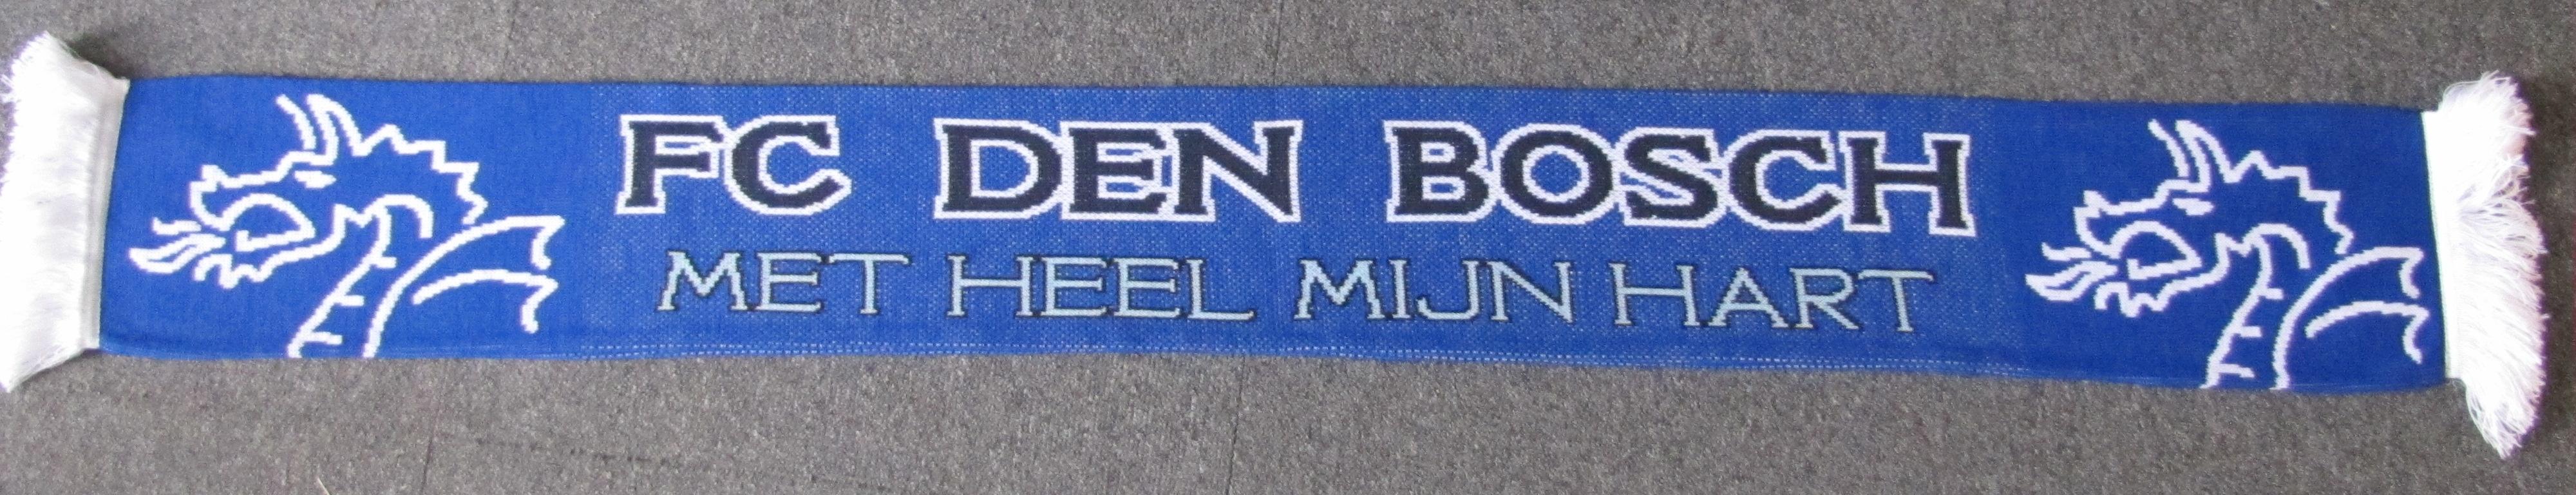 FC DEN BOSCH
MET HEEL MIJN HART